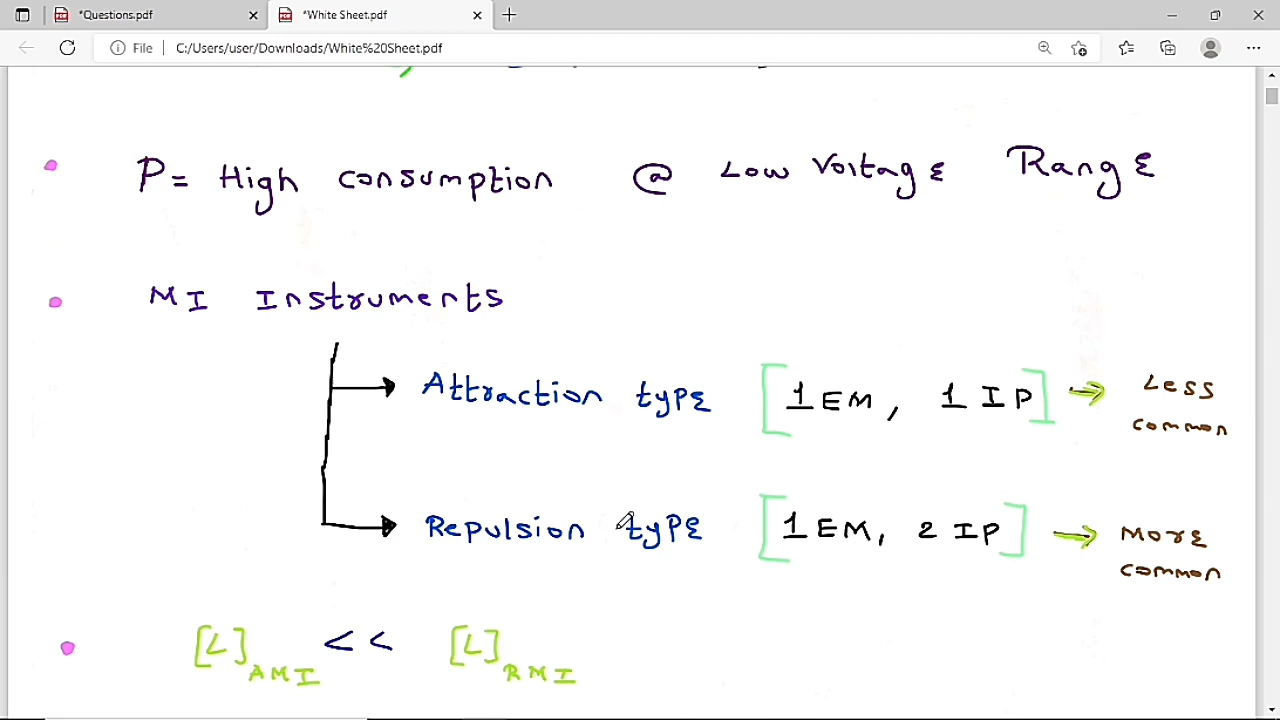 *Questions.pdf
*White Sheet.pdf
File C:/Users/user/Downloads/White%20Sheet.pdf
P = High consumption @ Low Voltage Range
MI Instruments
Attraction type [1 EM, 1 IP] → Less common
Repulsion type [1 EM, 2 IP] → More common
[L]AMI << [L]RMI